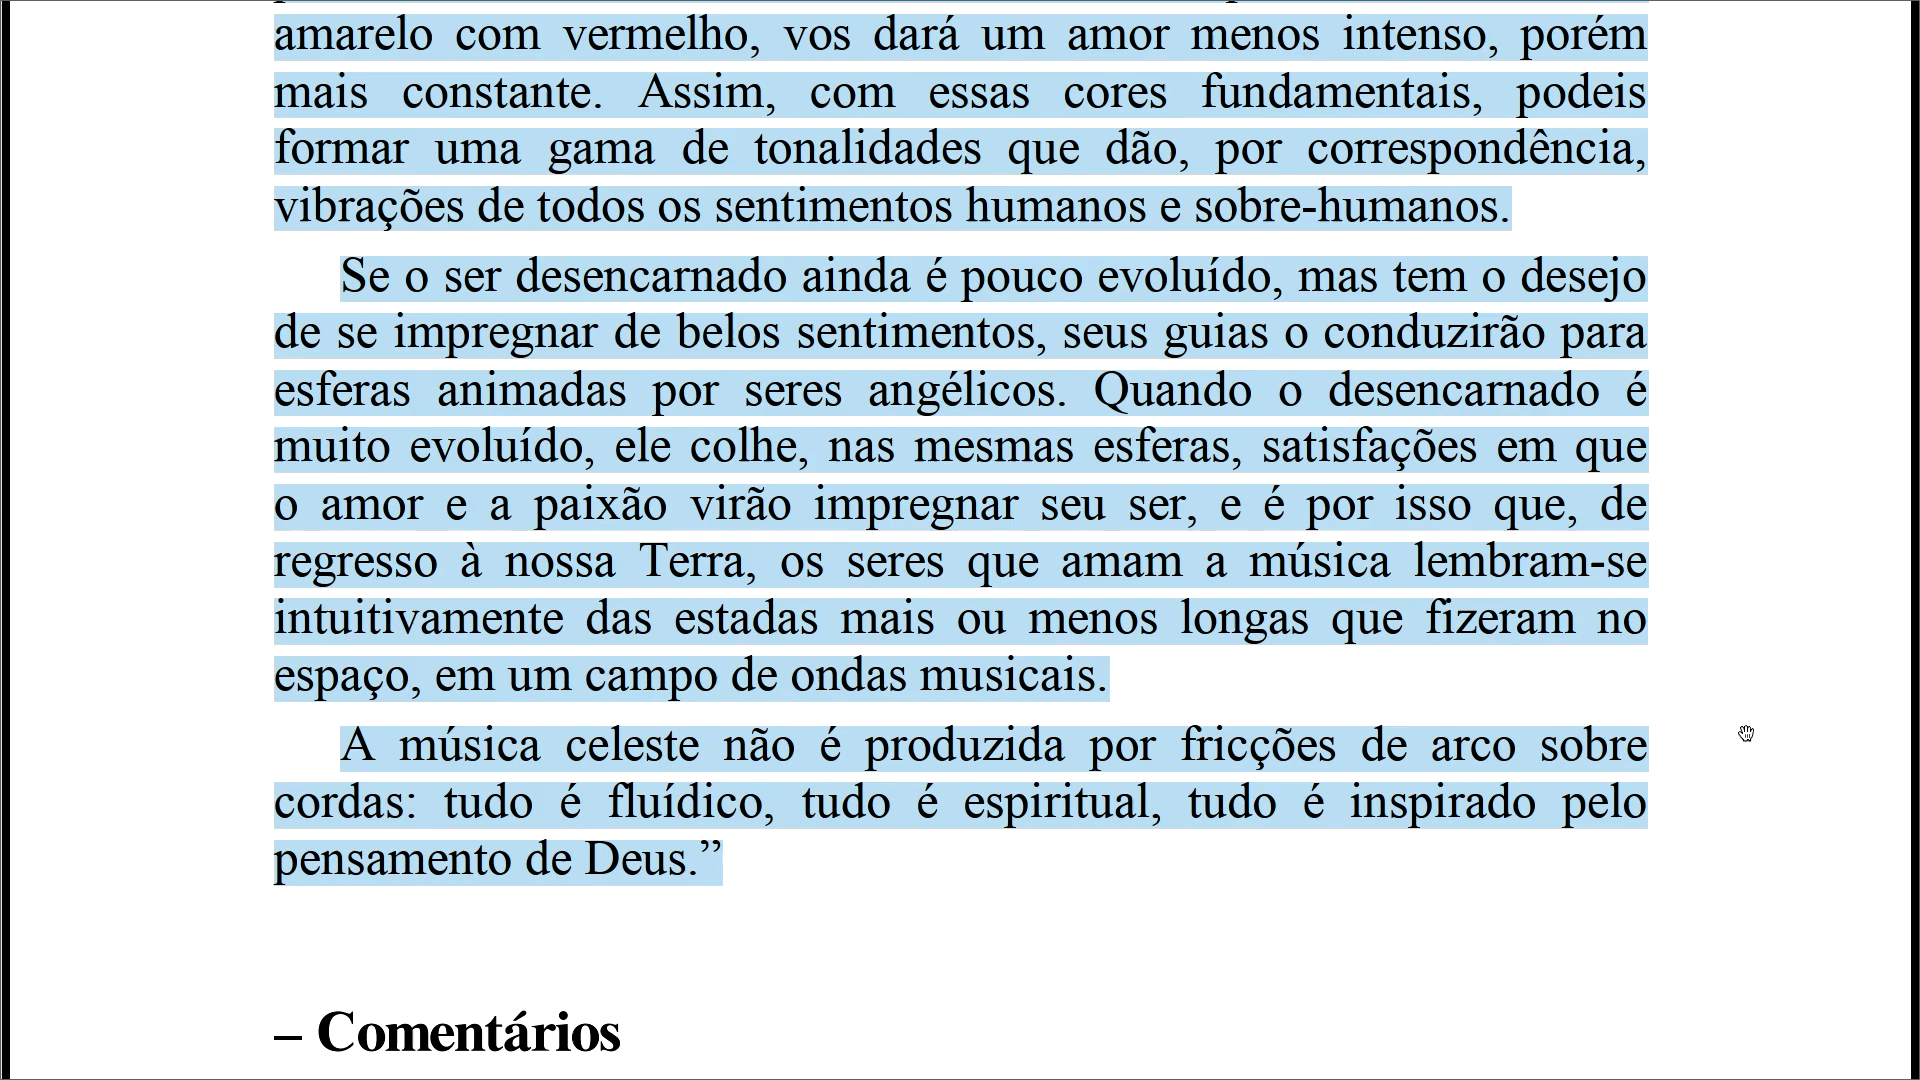 amarelo com vermelho, vos dará um amor menos intenso, porém
mais constante. Assim, com essas cores fundamentais, podeis
formar uma gama de tonalidades que dão, por correspondência,
vibrações de todos os sentimentos humanos e sobre-humanos.
Se o ser desencarnado ainda é pouco evoluído, mas tem o desejo
de se impregnar de belos sentimentos, seus guias o conduzirão para
esferas animadas por seres angélicos. Quando o desencarnado é
muito evoluído, ele colhe, nas mesmas esferas, satisfações em que
o amor e a paixão virão impregnar seu ser, e é por isso que, de
regresso à nossa Terra, os seres que amam a música lembram-se
intuitivamente das estadas mais ou menos longas que fizeram no
espaço, em um campo de ondas musicais.
A música celeste não é produzida por fricções de arco sobre
cordas: tudo é fluídico, tudo é espiritual, tudo é inspirado pelo
pensamento de Deus.”
– Comentários